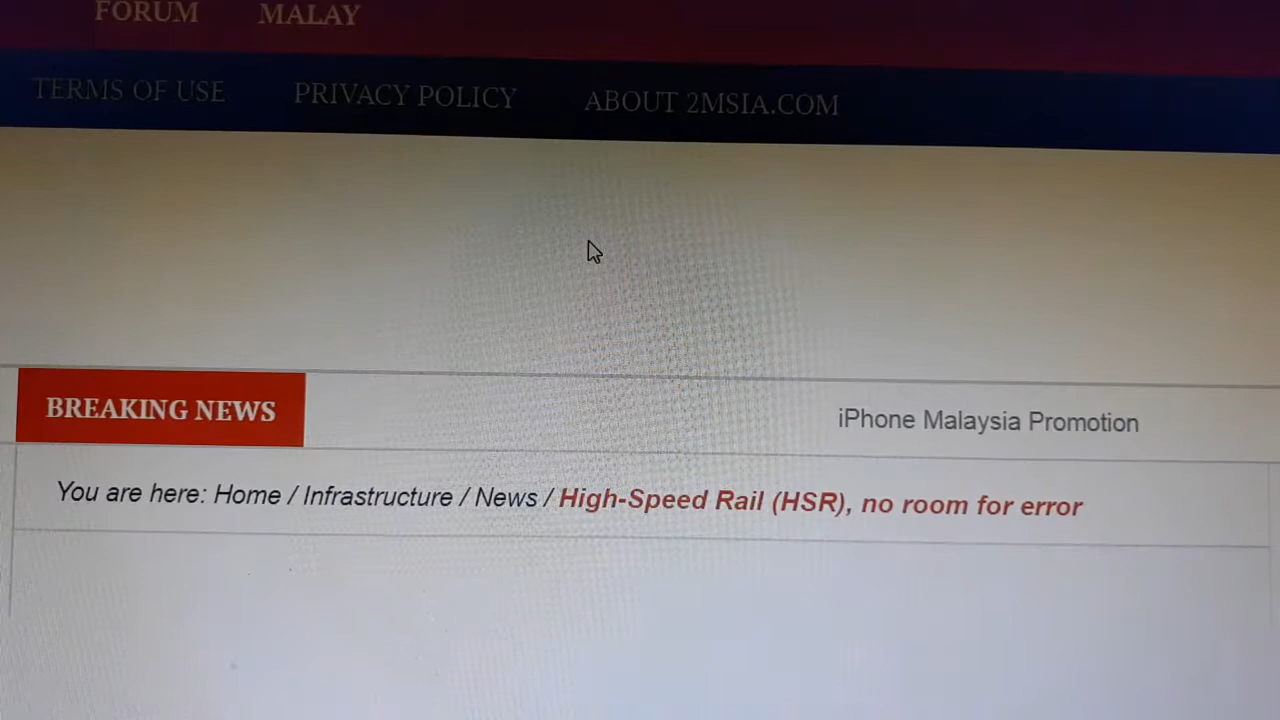 FORUM MALAY
TERMS OF USE PRIVACY POLICY ABOUT 2MSIA.COM
BREAKING NEWS iPhone Malaysia Promotion
You are here: Home / Infrastructure / News / High-Speed Rail (HSR), no room for error